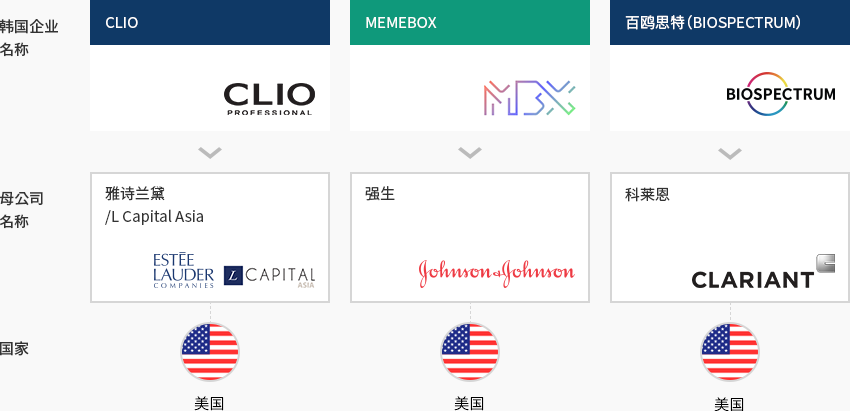 韩国企业
名称
CLIO
MEMEBOX
百鸥思特(BIOSPECTRUM)
CLIO
PROFESSIONAL
MBX
BIOSPECTRUM
母公司
名称
雅诗兰黛
/L Capital Asia
强生
科莱恩
ESTĒE
LAUDER
COMPANIES
L CAPITAL
ASIA
Johnson & Johnson
CLARIANT
国家
美国
美国
美国